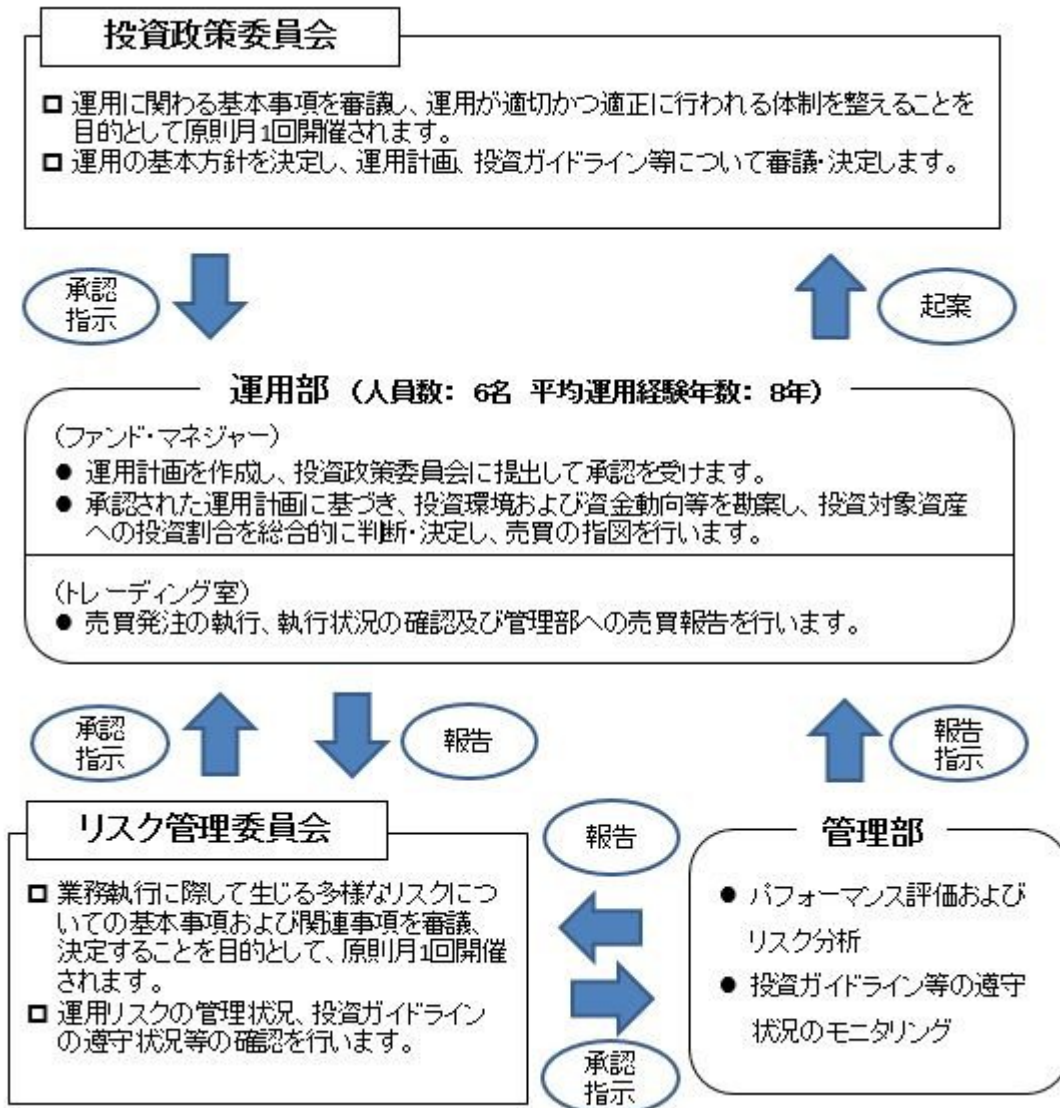 投資政策委員会
運用に関わる基本事項を審議し、運用が適切かつ適正に行われる体制を整えることを
目的として原則月1回開催されます。
運用の基本方針を決定し、運用計画、投資ガイドライン等について審議・決定します。
承認
指示
起案
運用部 (人員数: 6名 平均運用経験年数: 8年)
(ファンド・マネジャー)
● 運用計画を作成し、投資政策委員会に提出して承認を受けます。
● 承認された運用計画に基づき、投資環境および資金動向等を勘案し、投資対象資産
への投資割合を総合的に判断・決定し、売買の指図を行います。
(トレーディング室)
● 売買発注の執行、執行状況の確認及び管理部への売買報告を行います。
承認
指示
報告
報告
指示
リスク管理委員会
業務執行に際して生じる多様なリスクにつ
いての基本事項および関連事項を審議、
決定することを目的として、原則月1回開催
されます。
運用リスクの管理状況、投資ガイドライン
の遵守状況等の確認を行います。
報告
承認
指示
管理部
● パフォーマンス評価および
リスク分析
● 投資ガイドライン等の遵守
状況のモニタリング